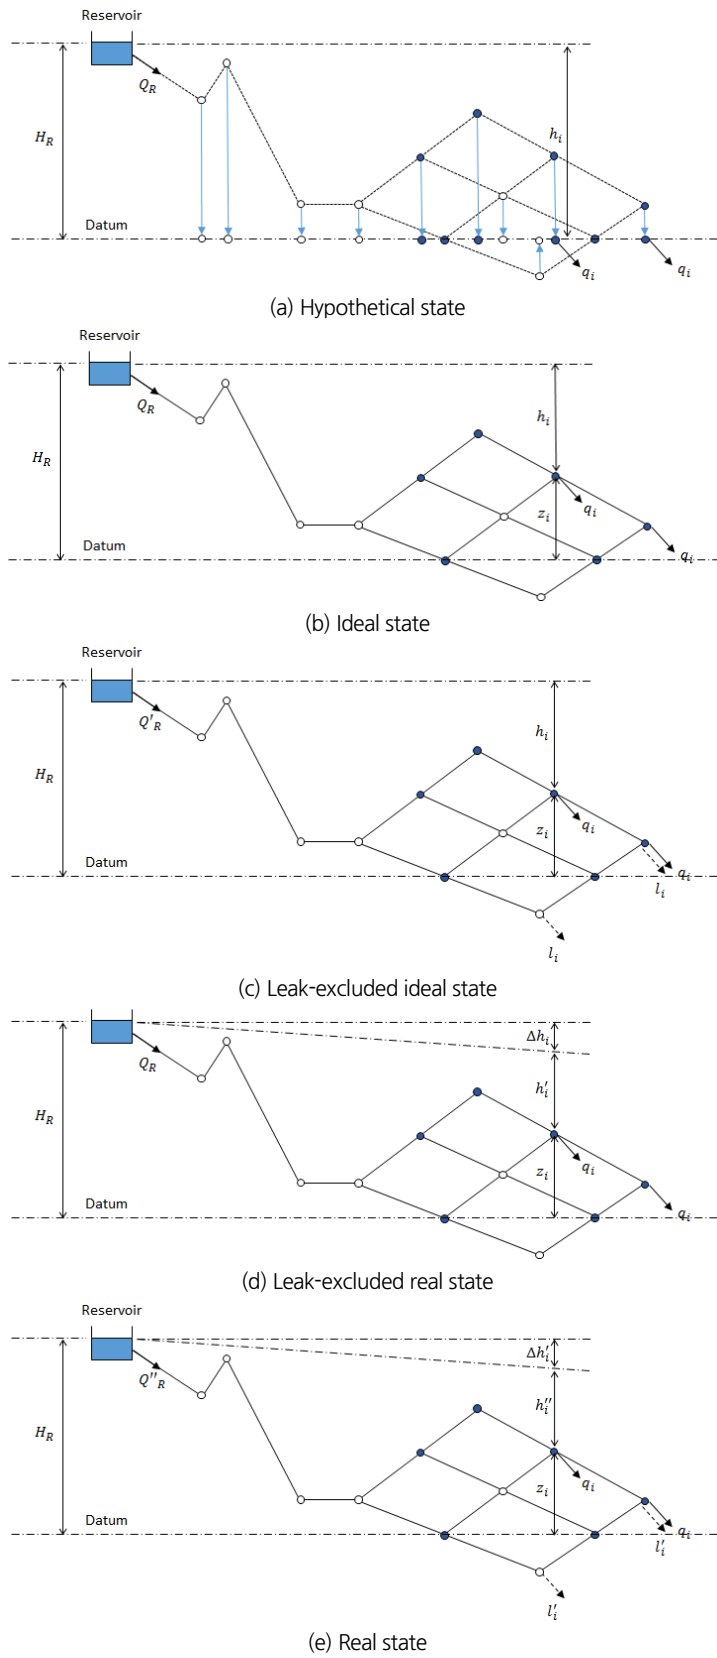 Reservoir
Q_R
H_R
h_i
Datum
q_i
q_i
(a) Hypothetical state
Reservoir
Q_R
h_i
H_R
q_i
z_i
Datum
q_i
(b) Ideal state
Reservoir
Q'_R
h_i
H_R
q_i
z_i
Datum
l_i
q_i
l_i
(c) Leak-excluded ideal state
Δh_i
Q_R
h'_i
H_R
q_i
z_i
Datum
q_i
(d) Leak-excluded real state
Reservoir
Δh'_i
Q''_R
h''_i
H_R
q_i
z_i
Datum
q_i
l'_i
l'_i
(e) Real state